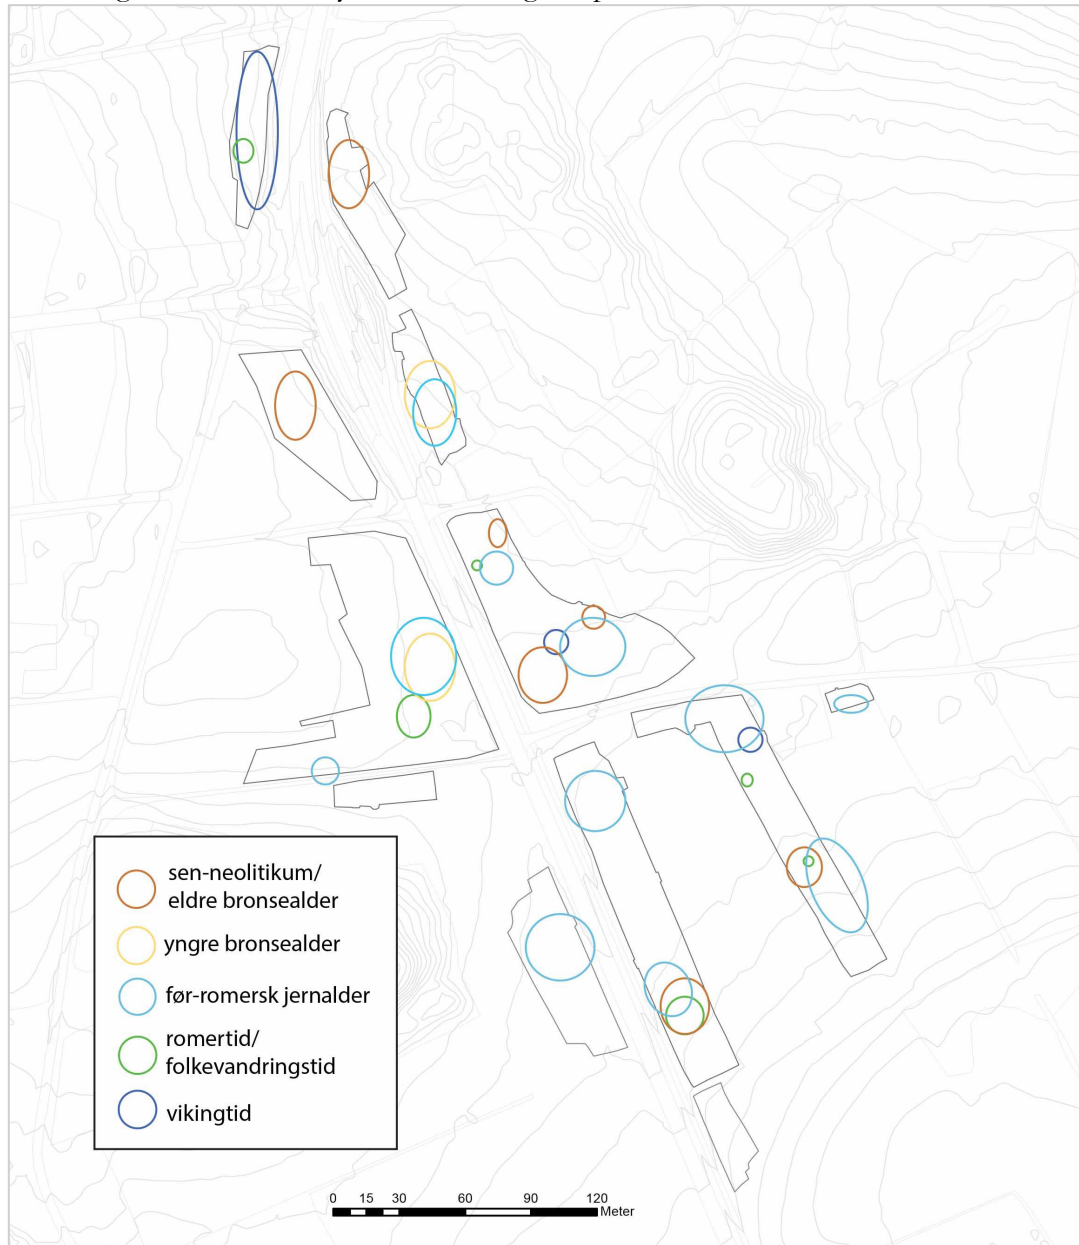 sen-neolitikum/
eldre bronsealder
yngre bronsealder
før-romersk jernalder
romertid/
folkevandringstid
vikingtid
0 15 30 60 90 120
Meter